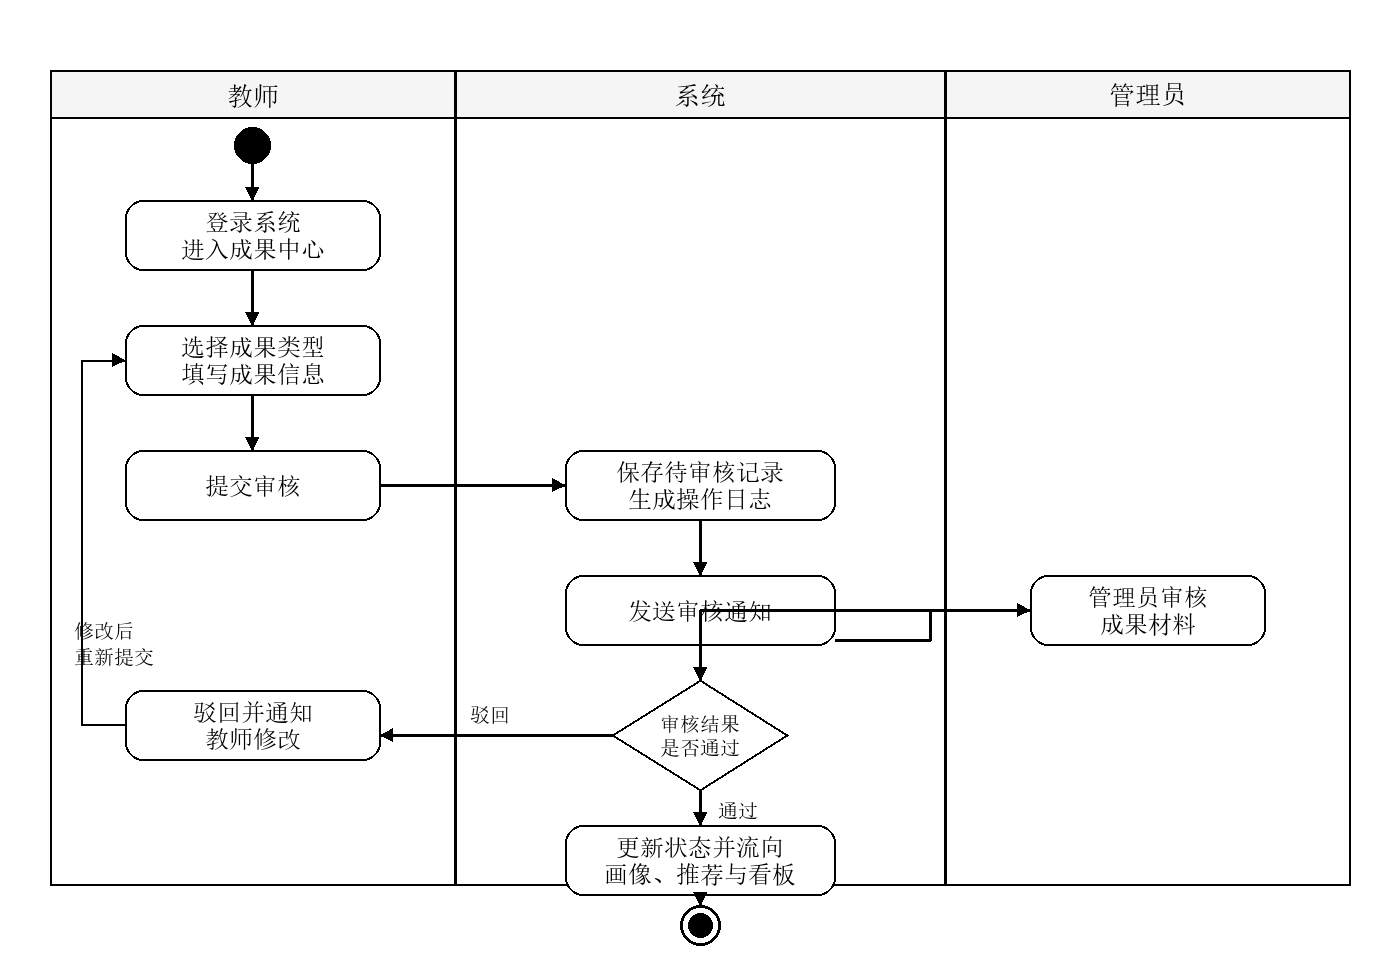 教师
系统
管理员
登录系统
进入成果中心
选择成果类型
填写成果信息
提交审核
保存待审核记录
生成操作日志
发送审核通知
管理员审核
成果材料
修改后
重新提交
驳回并通知
教师修改
驳回
审核结果
是否通过
通过
更新状态并流向
画像、推荐与看板